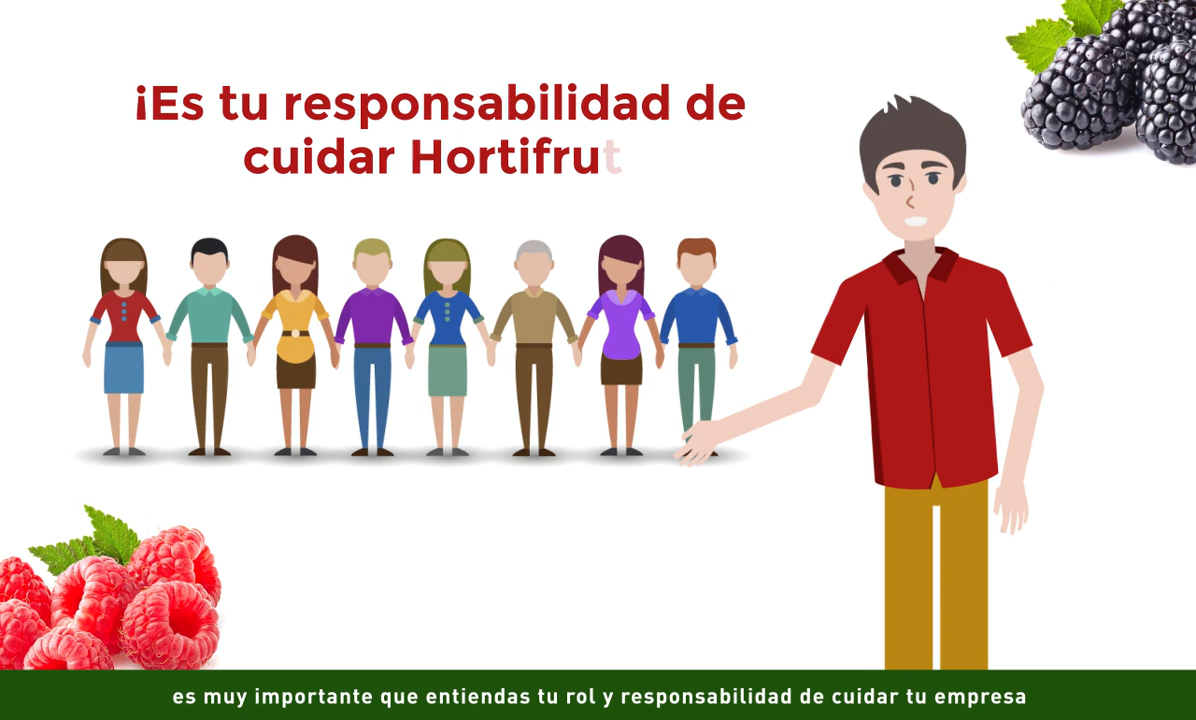 ¡Es tu responsabilidad de
cuidar Hortifrut
es muy importante que entiendas tu rol y responsabilidad de cuidar tu empresa